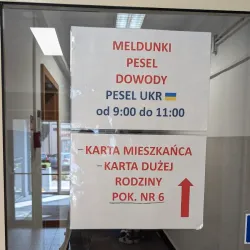 MELDUNKI
PESEL
DOWODY
PESEL UKR
od 9:00 do 11:00
-KARTA MIESZKAŃCA
-KARTA DUŻEJ
RODZINY
POK. NR 6